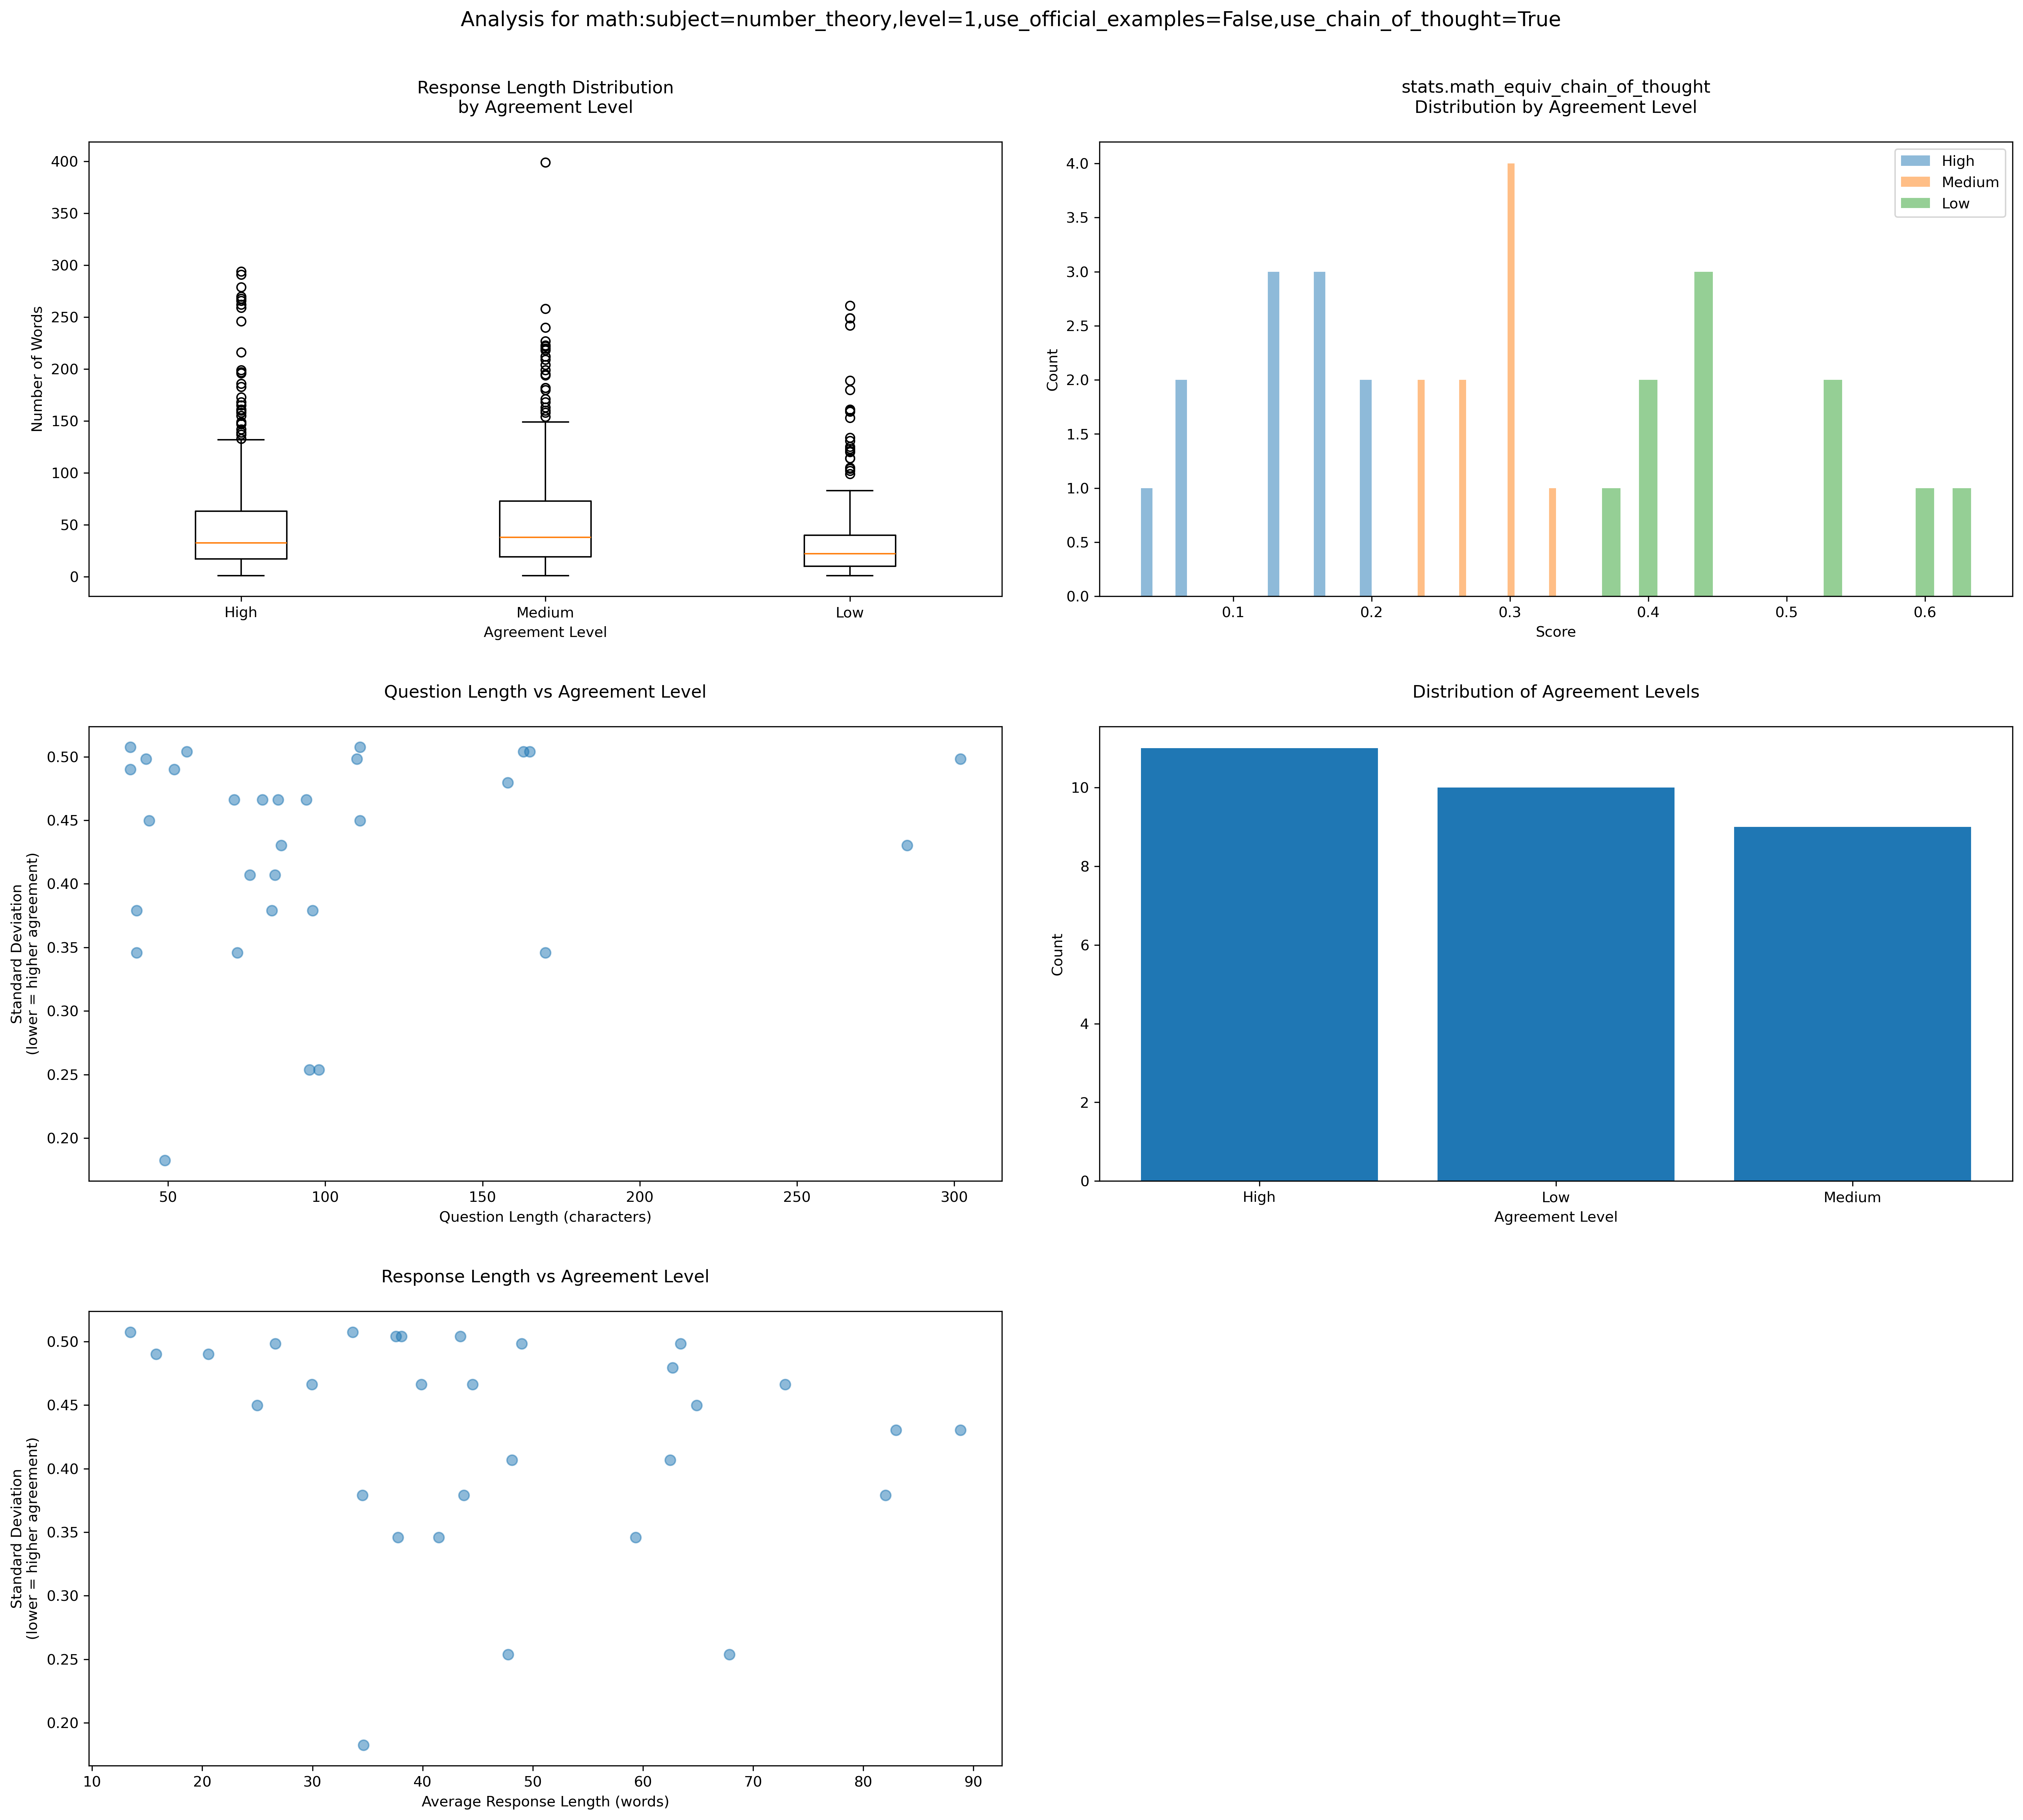 Analysis for math:subject=number_theory,level=1,use_official_examples=False,use_chain_of_thought=True
Response Length Distribution
by Agreement Level
400
350
300
250
200
150
100
50
0
Number of Words
High
Medium
Low
Agreement Level
stats.math_equiv_chain_of_thought
Distribution by Agreement Level
High
Medium
Low
4.0
3.5
3.0
2.5
2.0
1.5
1.0
0.5
0.0
Count
0.1
0.2
0.3
0.4
0.5
0.6
Score
Question Length vs Agreement Level
0.50
0.45
0.40
0.35
0.30
0.25
0.20
Standard Deviation
(lower = higher agreement)
50
100
150
200
250
300
Question Length (characters)
Distribution of Agreement Levels
10
8
6
4
2
0
Count
High
Low
Medium
Agreement Level
Response Length vs Agreement Level
0.50
0.45
0.40
0.35
0.30
0.25
0.20
Standard Deviation
(lower = higher agreement)
10
20
30
40
50
60
70
80
90
Average Response Length (words)